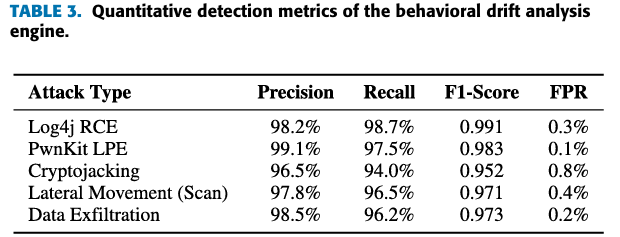 TABLE 3. Quantitative detection metrics of the behavioral drift analysis
engine.
Attack Type Precision Recall F1-Score FPR
Log4j RCE 98.2% 98.7% 0.991 0.3%
PwnKit LPE 99.1% 97.5% 0.983 0.1%
Cryptojacking 96.5% 94.0% 0.952 0.8%
Lateral Movement (Scan) 97.8% 96.5% 0.971 0.4%
Data Exfiltration 98.5% 96.2% 0.973 0.2%